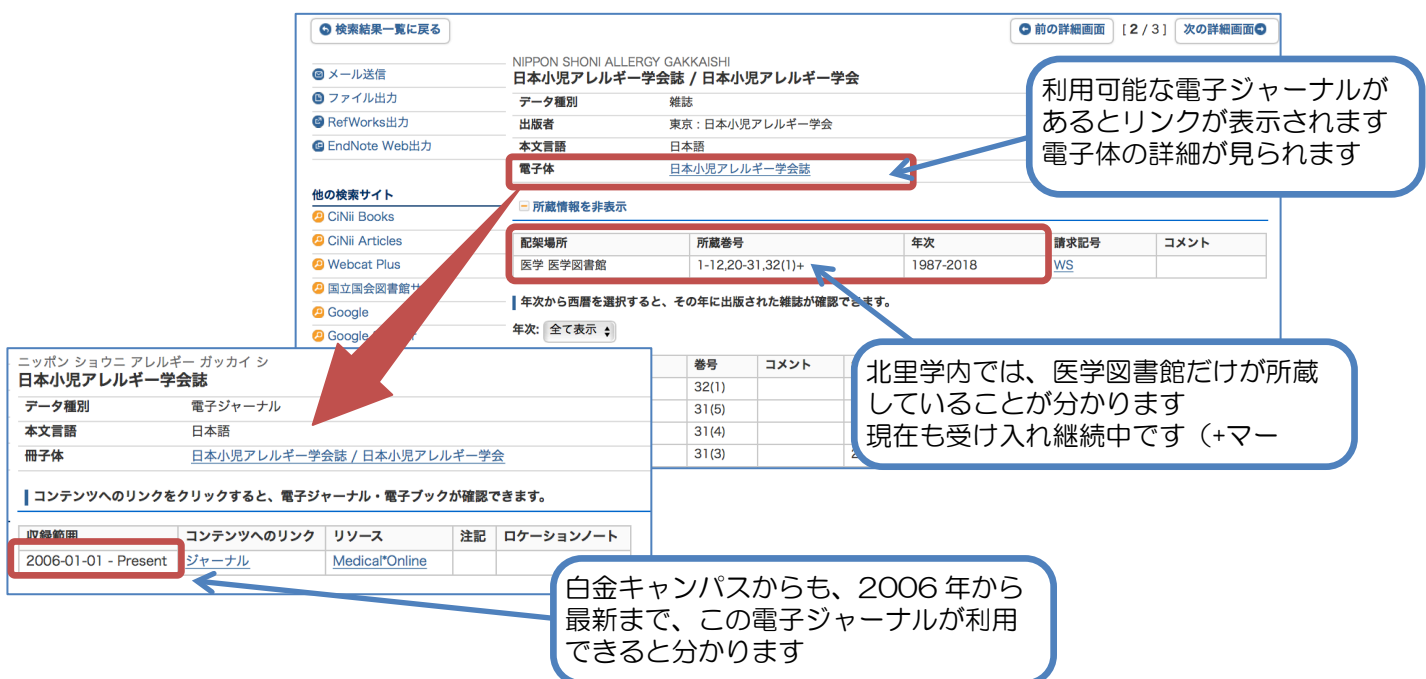 検索結果一覧に戻る
前の詳細画面 [ 2 / 3 ] 次の詳細画面
メール送信
ファイル出力
RefWorks出力
EndNote Web出力
他の検索サイト
CiNii Books
CiNii Articles
Webcat Plus
国立国会図書館サ
Google
Google
NIPPON SHONI ALLERGY GAKKAISHI
日本小児アレルギー学会誌 / 日本小児アレルギー学会
データ種別 雑誌
出版者 東京 : 日本小児アレルギー学会
本文言語 日本語
電子体 日本小児アレルギー学会誌
所蔵情報を非表示
配架場所 所蔵巻号 年次 請求記号 コメント
医学 医学図書館 1-12,20-31,32(1)+ 1987-2018 WS
年次から西暦を選択すると、その年に出版された雑誌が確認できます。
年次: 全て表示
巻号 コメント
32(1)
31(5)
31(4)
31(3) 2
利用可能な電子ジャーナルが
あるとリンクが表示されます
電子体の詳細が見られます
北里学内では、医学図書館だけが所蔵
していることが分かります
現在も受け入れ継続中です（+マー
ニッポン ショウニ アレルギー ガッカイ シ
日本小児アレルギー学会誌
データ種別 電子ジャーナル
本文言語 日本語
冊子体 日本小児アレルギー学会誌 / 日本小児アレルギー学会
コンテンツへのリンクをクリックすると、電子ジャーナル・電子ブックが確認できます。
収録範囲 コンテンツへのリンク リソース 注記 ロケーションノート
2006-01-01 - Present ジャーナル Medical*Online
白金キャンパスからも、2006 年から
最新まで、この電子ジャーナルが利用
できると分かります